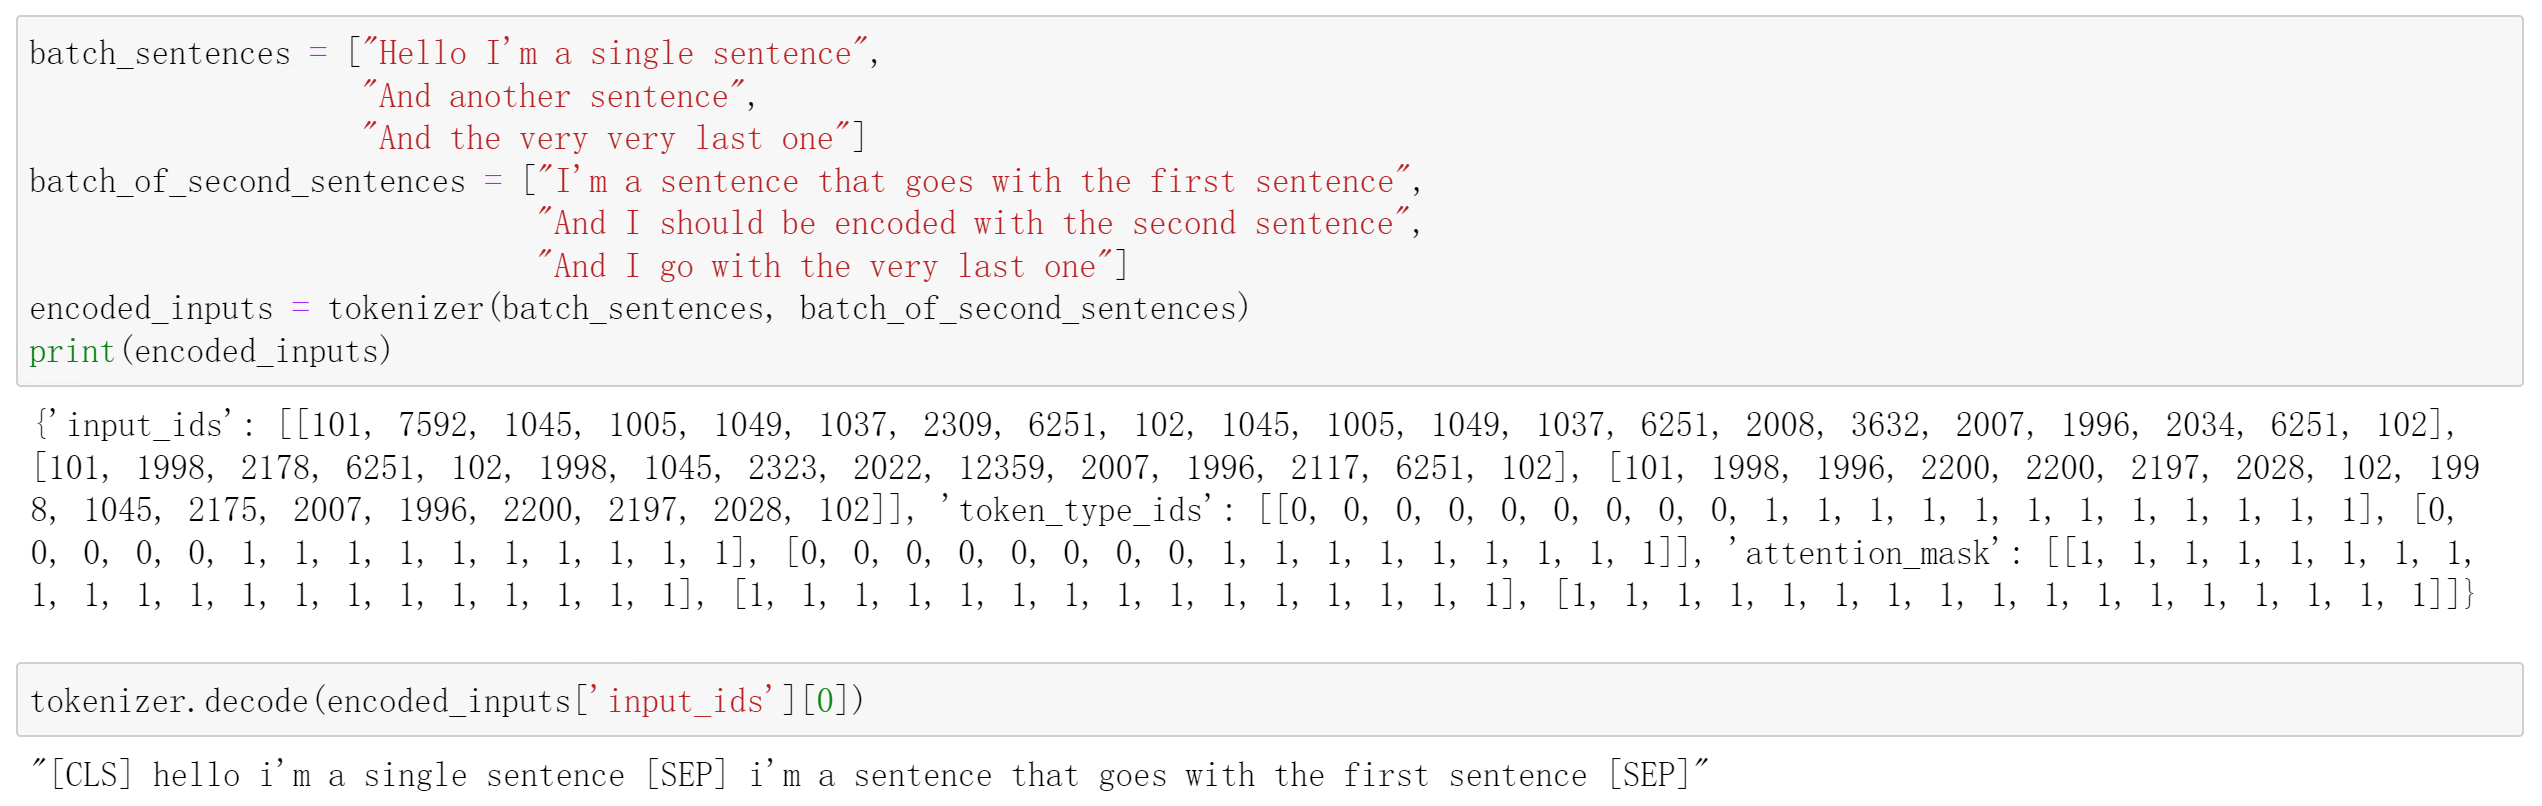 batch_sentences = ["Hello I'm a single sentence",
"And another sentence",
"And the very very last one"]
batch_of_second_sentences = ["I'm a sentence that goes with the first sentence",
"And I should be encoded with the second sentence",
"And I go with the very last one"]
encoded_inputs = tokenizer(batch_sentences, batch_of_second_sentences)
print(encoded_inputs)
{'input_ids': [[101, 7592, 1045, 1005, 1049, 1037, 2309, 6251, 102, 1045, 1005, 1049, 1037, 6251, 2008, 3632, 2007, 1996, 2034, 6251, 102],
[101, 1998, 2178, 6251, 102, 1998, 1045, 2323, 2022, 12359, 2007, 1996, 2117, 6251, 102], [101, 1998, 1996, 2200, 2200, 2197, 2028, 102, 199
8, 1045, 2175, 2007, 1996, 2200, 2197, 2028, 102]], 'token_type_ids': [[0, 0, 0, 0, 0, 0, 0, 0, 0, 1, 1, 1, 1, 1, 1, 1, 1, 1, 1, 1, 1], [0,
0, 0, 0, 0, 1, 1, 1, 1, 1, 1, 1, 1, 1, 1], [0, 0, 0, 0, 0, 0, 0, 0, 1, 1, 1, 1, 1, 1, 1, 1, 1]], 'attention_mask': [[1, 1, 1, 1, 1, 1, 1, 1,
1, 1, 1, 1, 1, 1, 1, 1, 1, 1, 1, 1, 1], [1, 1, 1, 1, 1, 1, 1, 1, 1, 1, 1, 1, 1, 1, 1], [1, 1, 1, 1, 1, 1, 1, 1, 1, 1, 1, 1, 1, 1, 1, 1, 1]]}
tokenizer.decode(encoded_inputs['input_ids'][0])
"[CLS] hello i'm a single sentence [SEP] i'm a sentence that goes with the first sentence [SEP]"